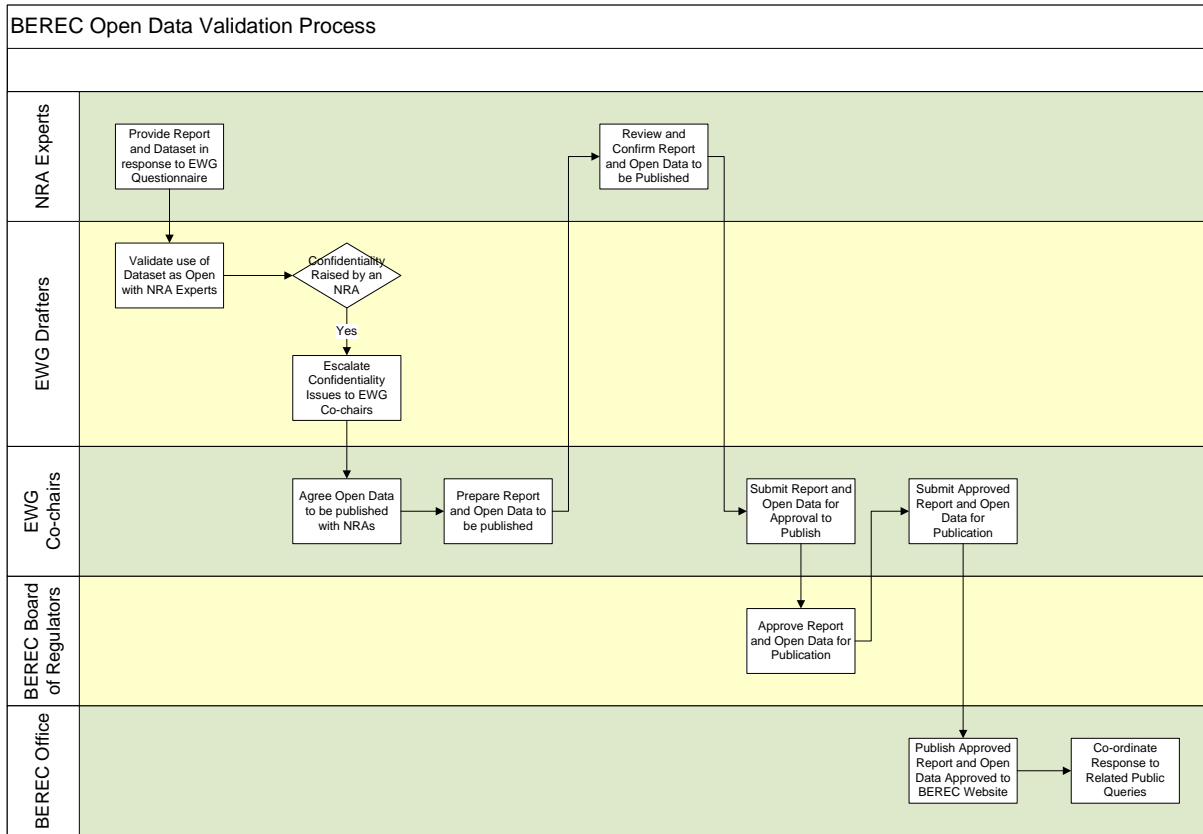 BEREC Open Data Validation Process
NRA Experts
Provide Report
and Dataset in
response to EWG
Questionnaire
Review and
Confirm Report
and Open Data to
be Published
EWG Drafters
Validate use of
Dataset as Open
with NRA Experts
Confidentiality
Raised by an
NRA
Yes
Escalate
Confidentiality
Issues to EWG
Co-chairs
EWG
Co-chairs
Agree Open Data
to be published
with NRAs
Prepare Report
and Open Data to
be published
Submit Report and
Open Data for
Approval to
Publish
Submit Approved
Report and Open
Data for
Publication
BEREC Board
of Regulators
Approve Report
and Open Data for
Publication
BEREC Office
Publish Approved
Report and Open
Data Approved to
BEREC Website
Co-ordinate
Response to
Related Public
Queries